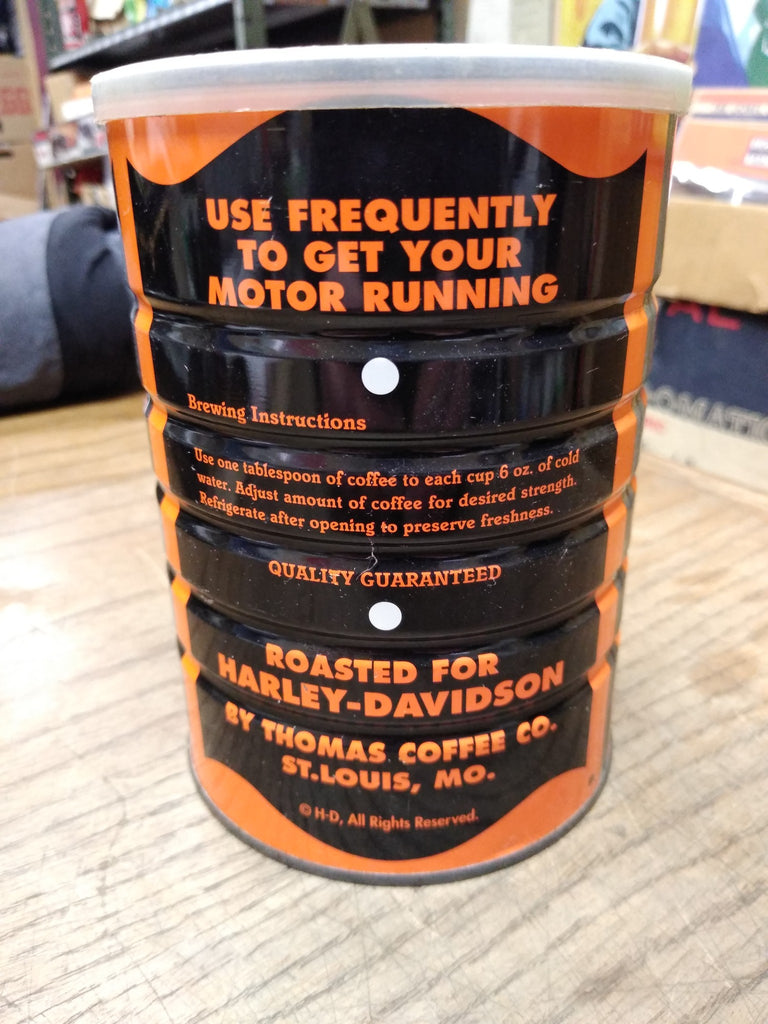 USE FREQUENTLY
TO GET YOUR
MOTOR RUNNING
Brewing Instructions
Use one tablespoon of coffee to each cup 6 oz. of cold
water. Adjust amount of coffee for desired strength.
Refrigerate after opening to preserve freshness.
QUALITY GUARANTEED
ROASTED FOR
HARLEY-DAVIDSON
BY THOMAS COFFEE CO.
ST.LOUIS, MO.
© H-D, All Rights Reserved.